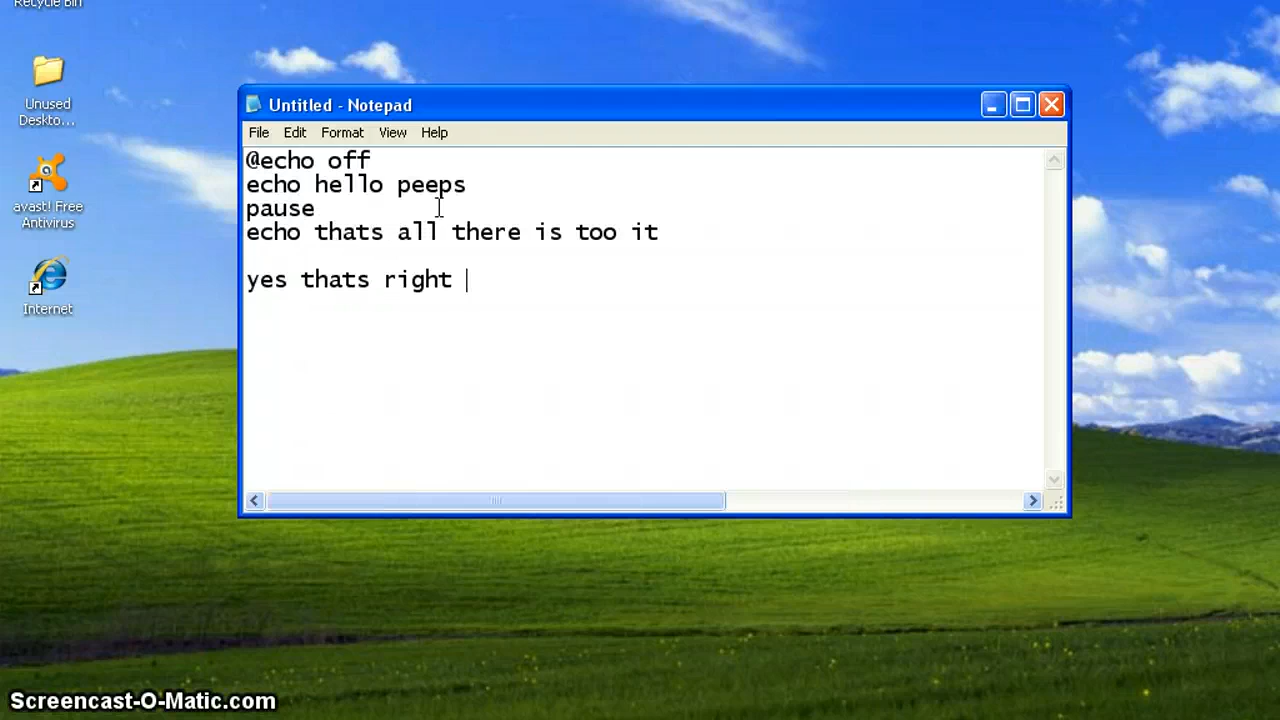 Recycle Bin
Unused
Deskto...
avast! Free
Antivirus
Internet
Untitled - Notepad
File Edit Format View Help
@echo off
echo hello peeps
pause
echo thats all there is too it
yes thats right
Screencast-O-Matic.com